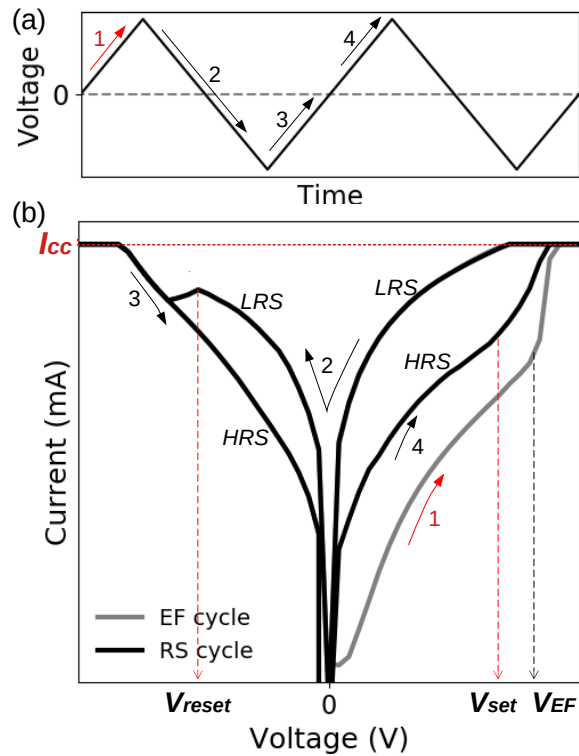 (a)
1
2
3
4
Voltage
0
Time
(b)
Icc
3
LRS
LRS
2
HRS
HRS
4
1
Current (mA)
EF cycle
RS cycle
Vreset
0
Vset
VEF
Voltage (V)